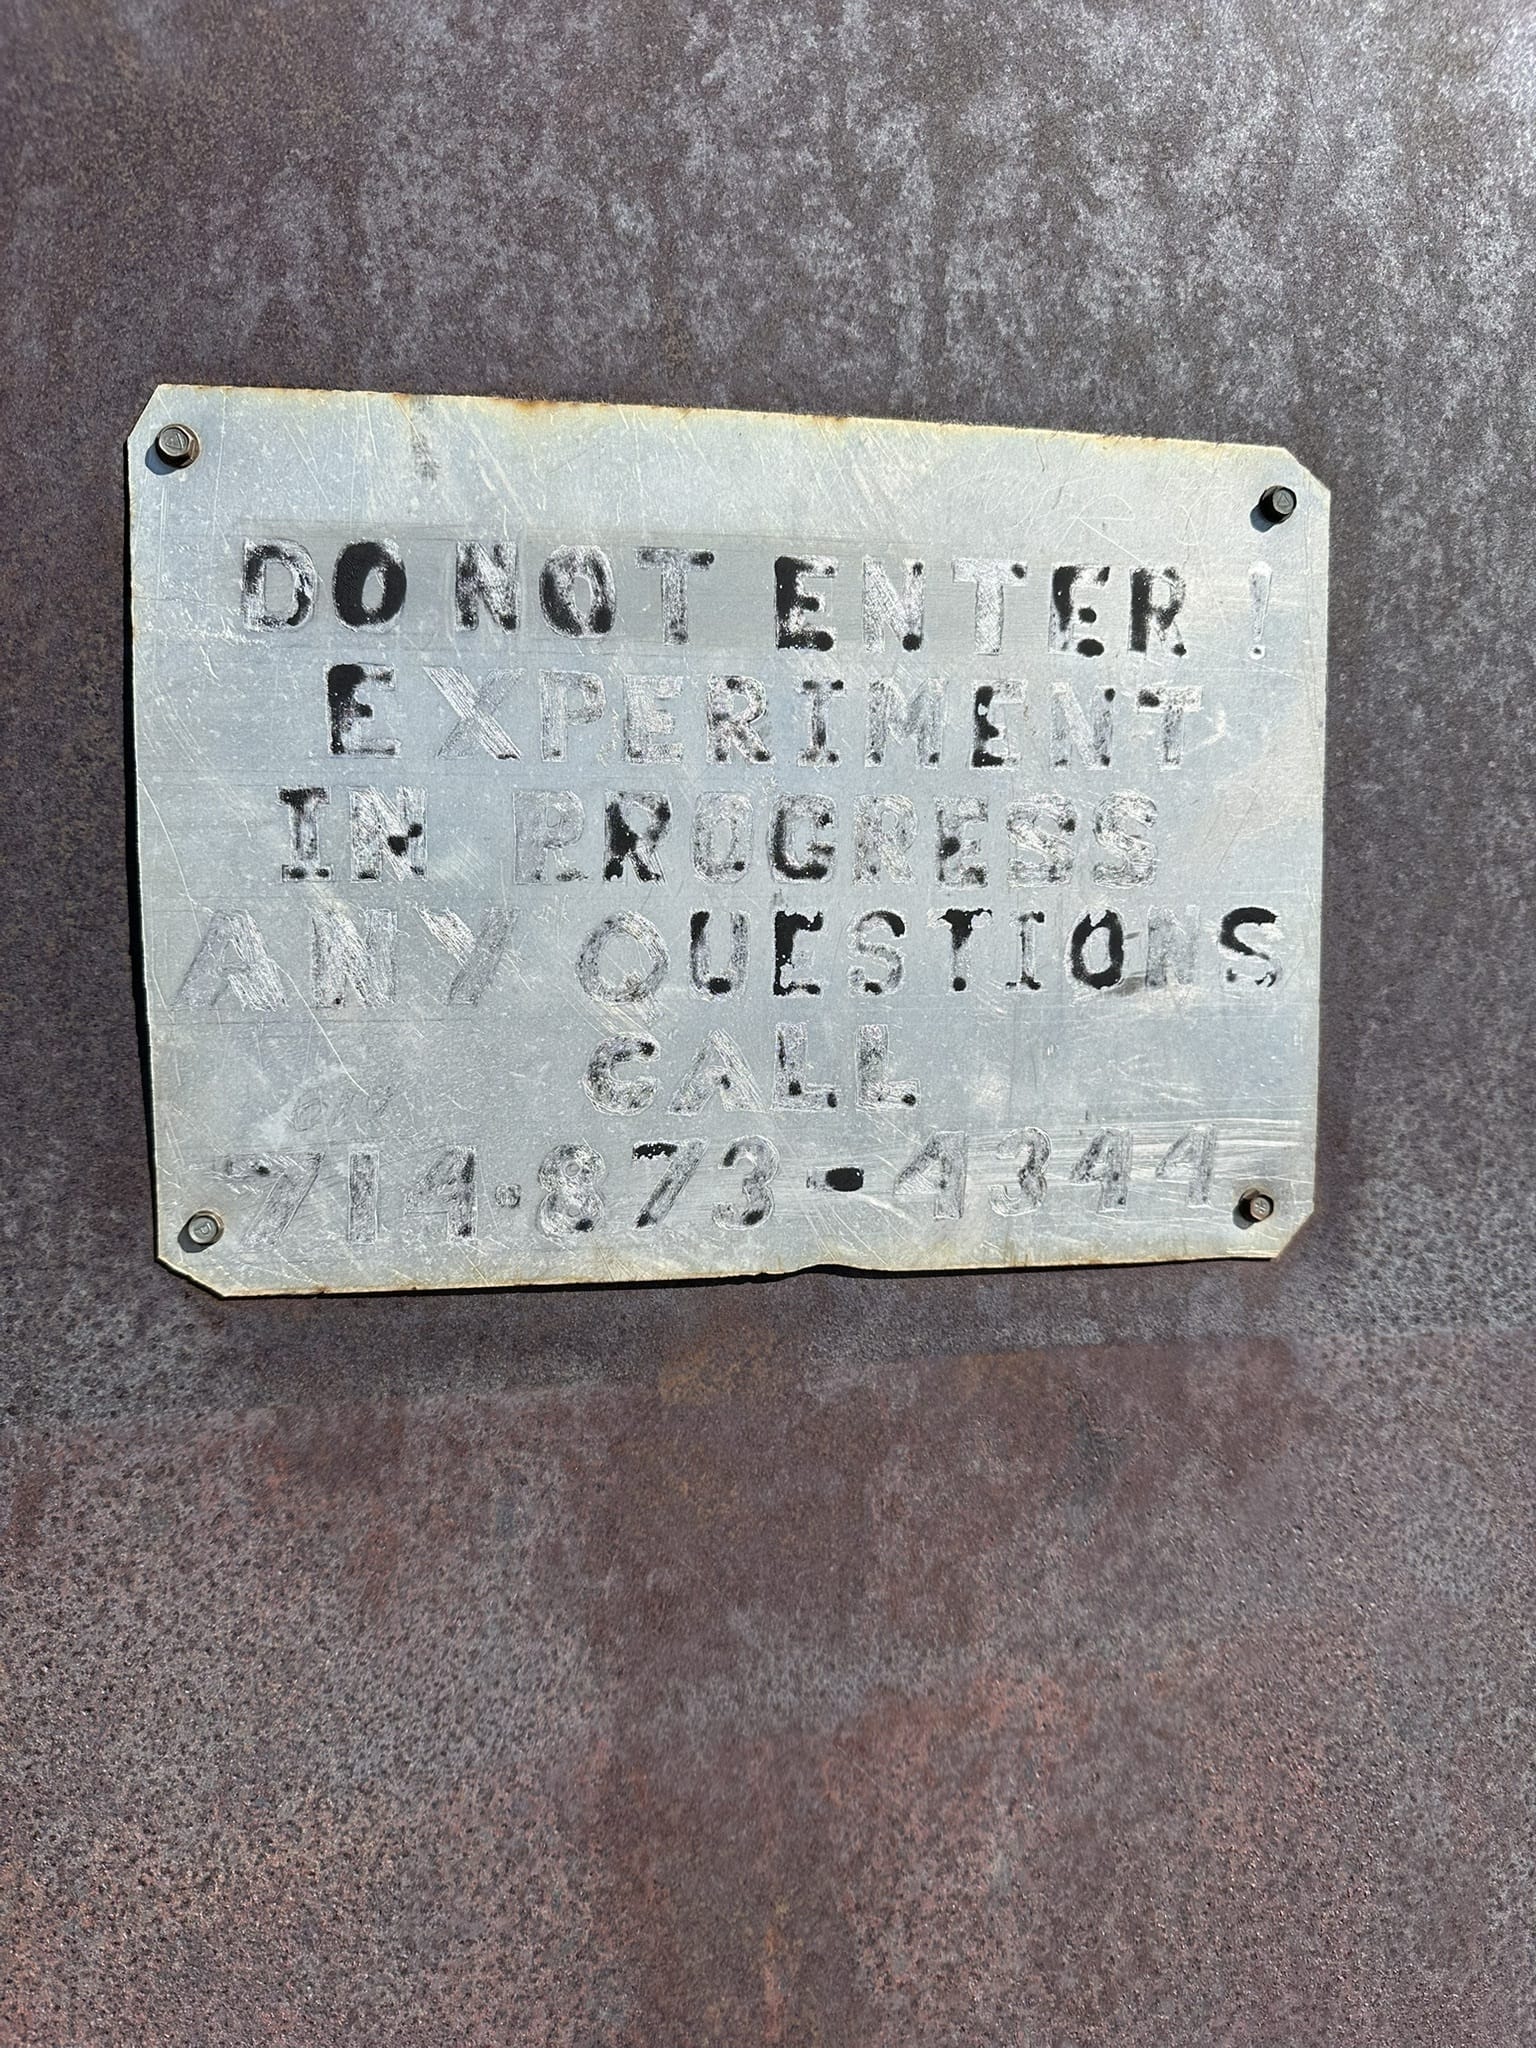 DO NOT ENTER !
EXPERIMENT
IN PROGRESS
ANY QUESTIONS
CALL
714-873-4344